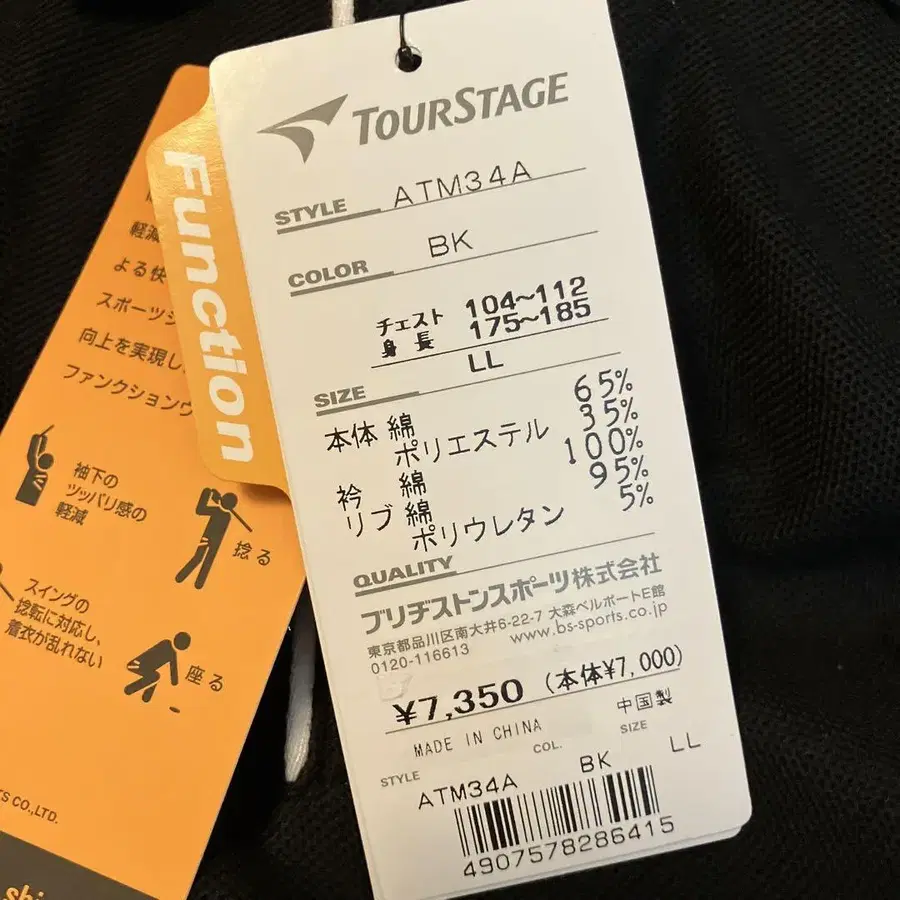 TOURSTAGE
STYLE ATM34A
COLOR BK
チェスト 104~112
身長 175~185
SIZE LL
本体 綿 65%
ポリエステル 35%
衿 綿 100%
リブ 綿 95%
ポリウレタン 5%
QUALITY
ブリヂストンスポーツ株式会社
東京都品川区南大井6-22-7 大森ベルポートE館
0120-116613 www.bs-sports.co.jp
¥7,350 (本体¥7,000)
MADE IN CHINA 中国製
STYLE COL. SIZE
ATM34A BK LL
4907578286415
Function
軽減
よる快
スポーツシ
向上を実現し
ファンクションウ
袖下の
ツッパリ感の
軽減
捻る
スイングの
捻転に対応し、
着衣が乱れない
座る
TS CO.,LTD.